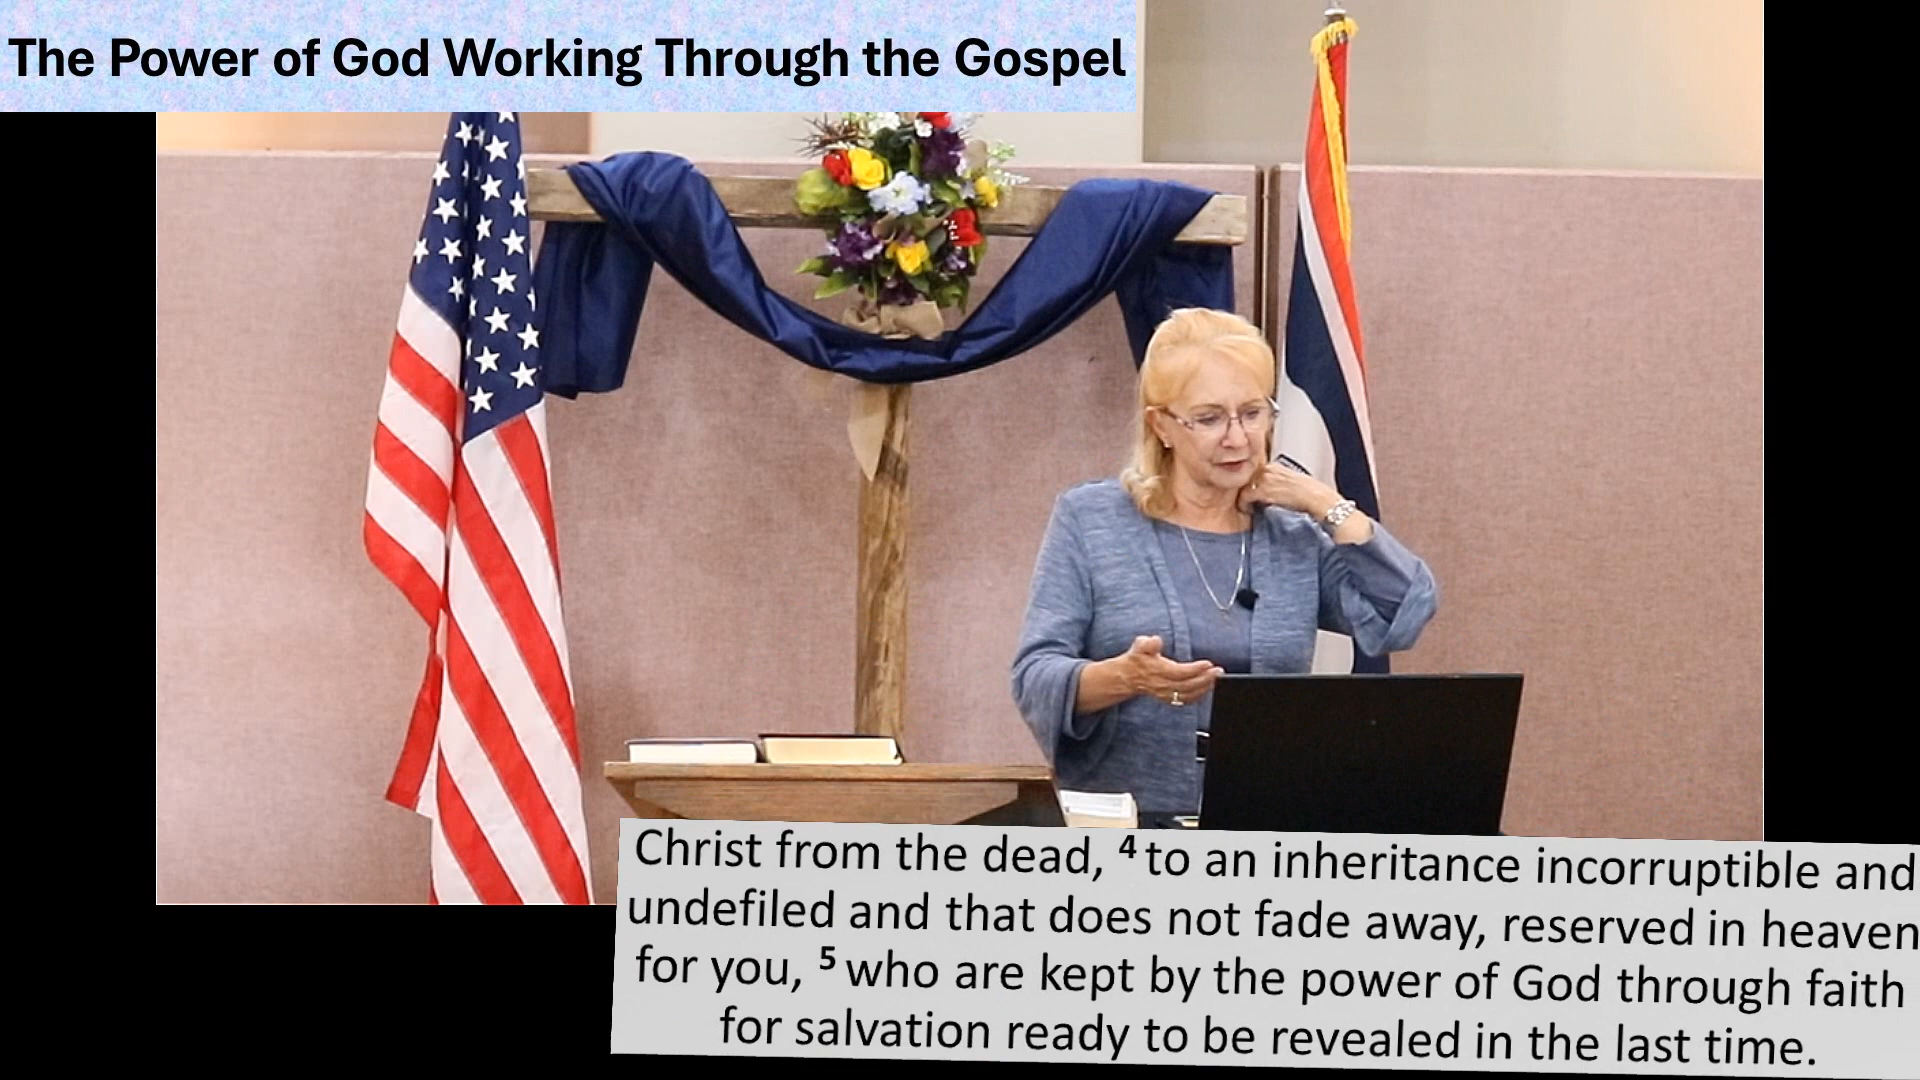 The Power of God Working Through the Gospel
Christ from the dead, 4 to an inheritance incorruptible and
undefiled and that does not fade away, reserved in heaven
for you, 5 who are kept by the power of God through faith
for salvation ready to be revealed in the last time.